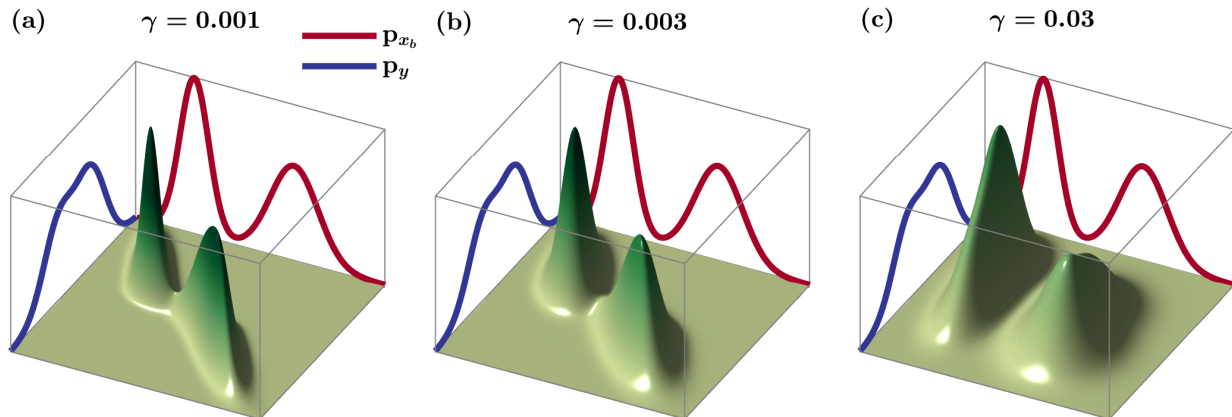 (a) γ = 0.001
p_{x_b}
p_y
(b) γ = 0.003
(c) γ = 0.03